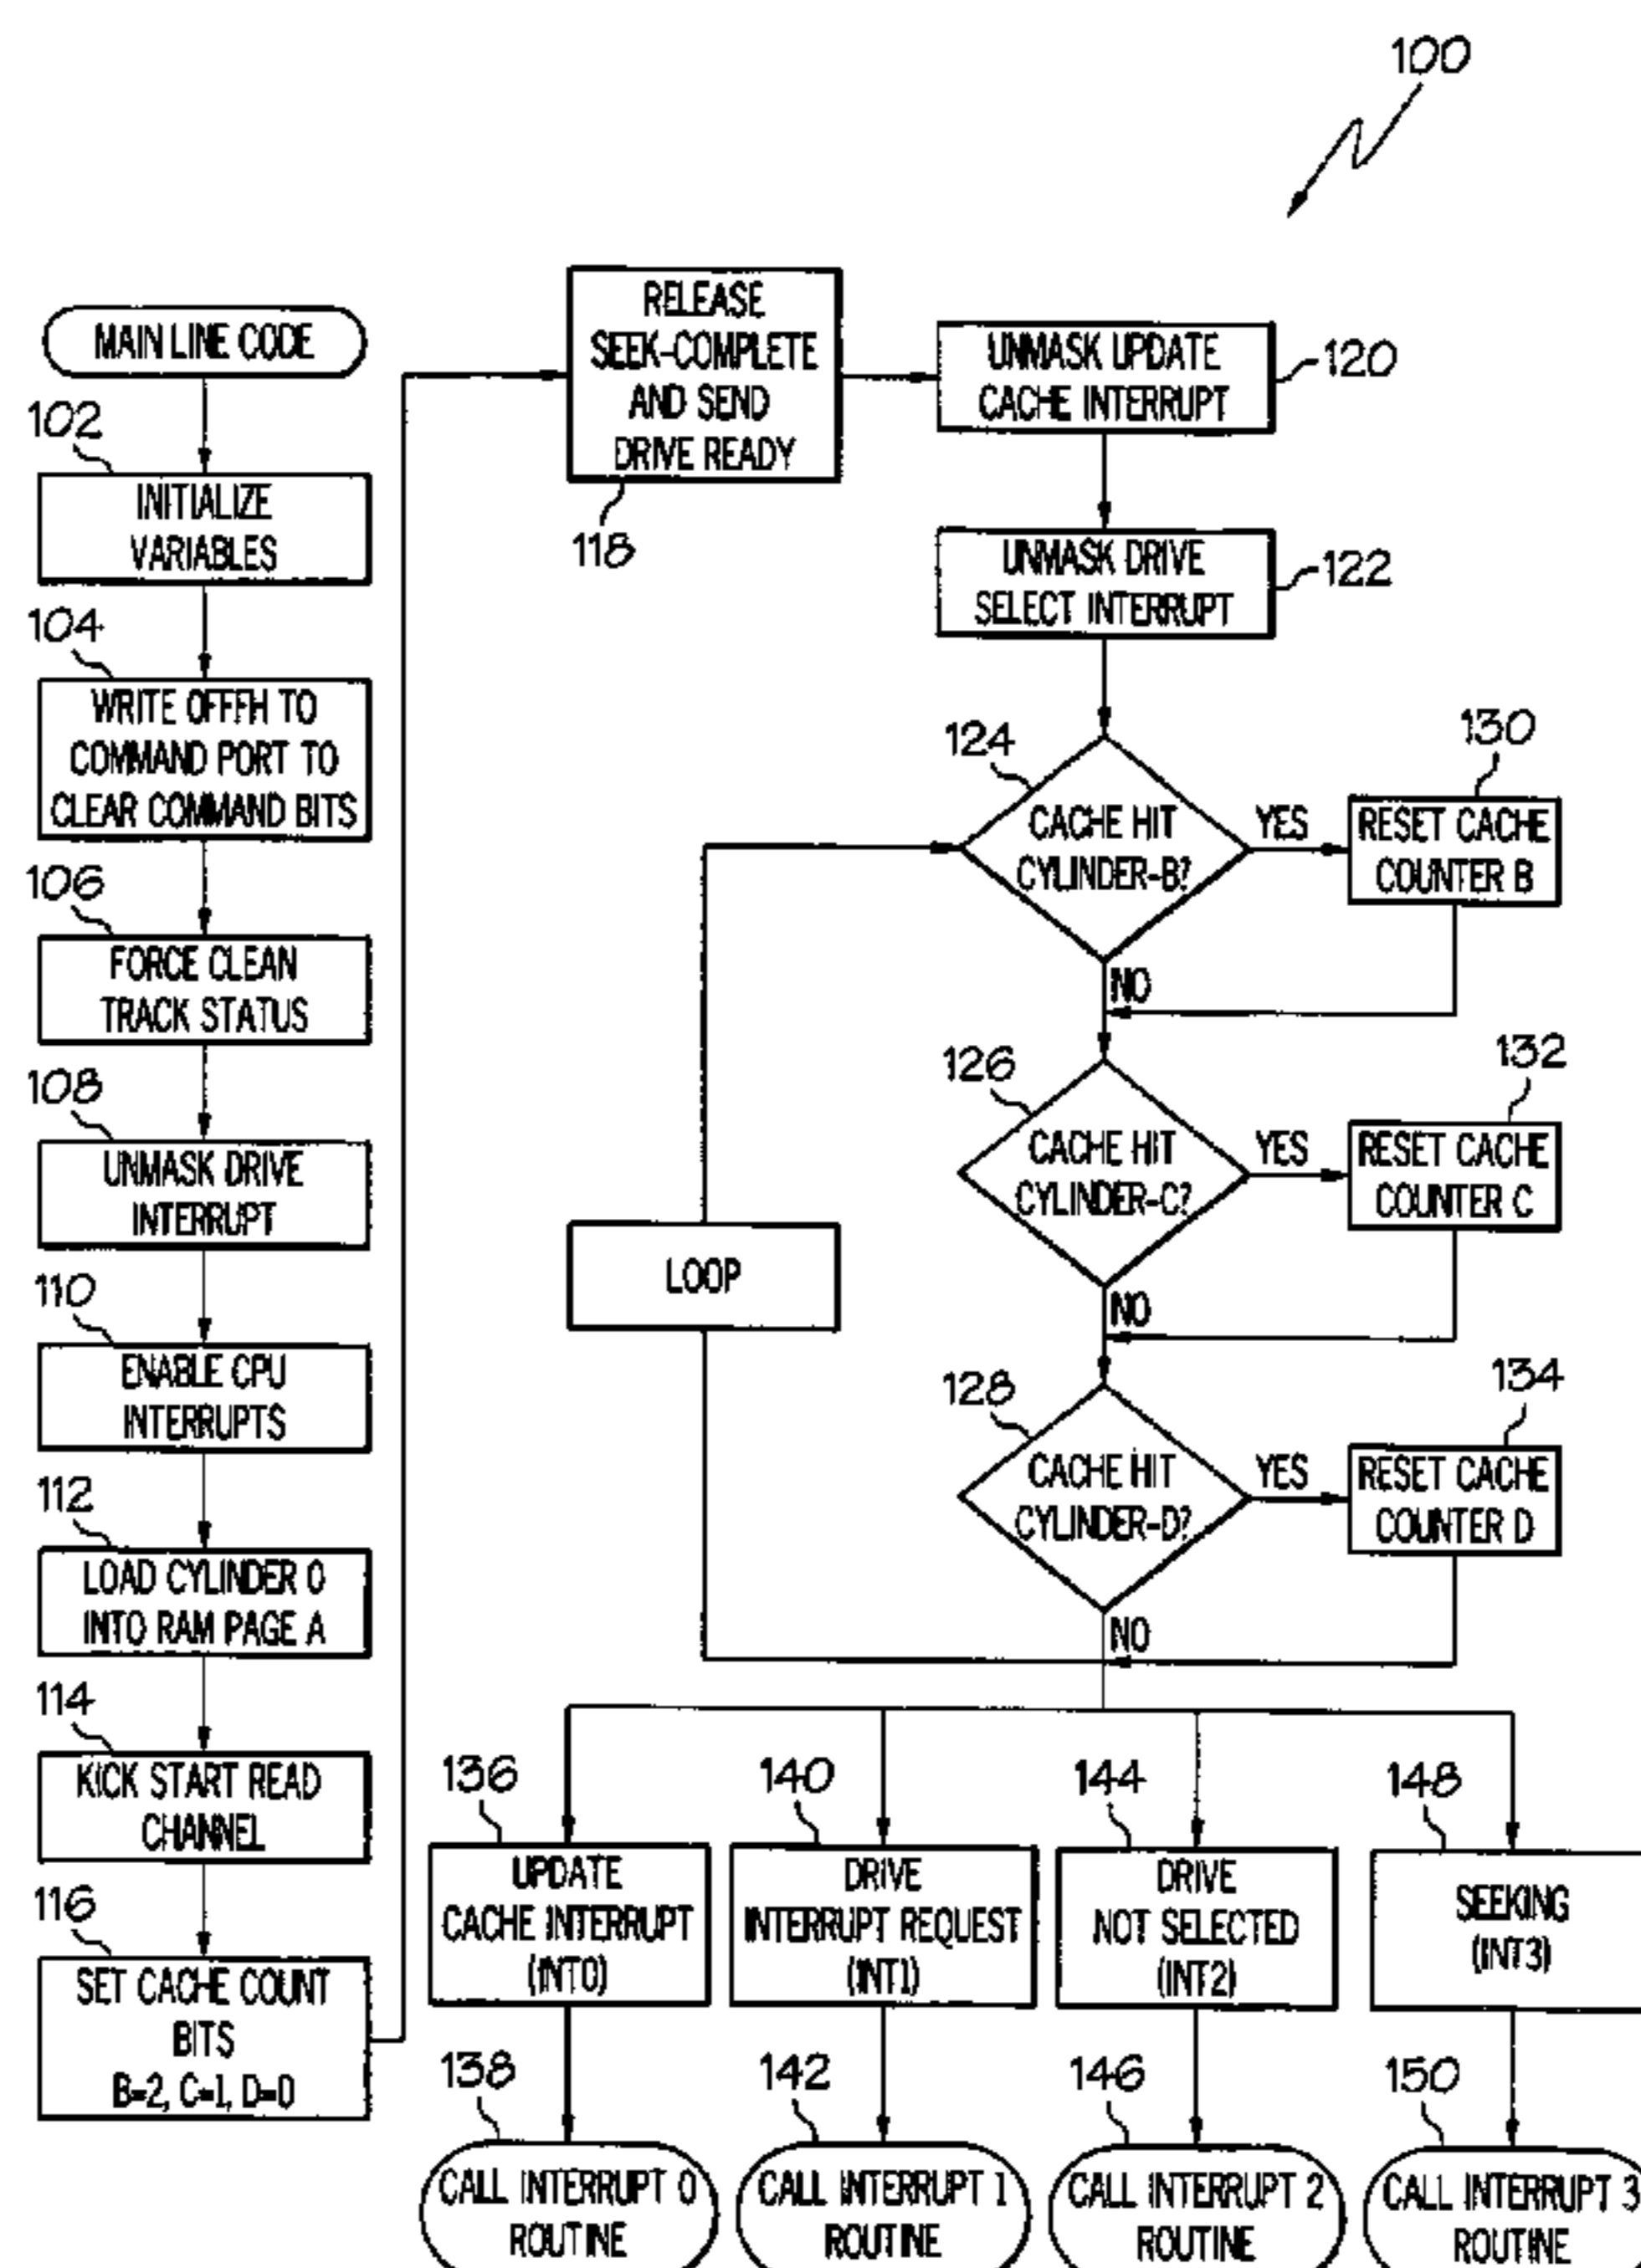 100
MAIN LINE CODE
102
INITIALIZE
VARIABLES
104
WRITE OFFFH TO
COMMAND PORT TO
CLEAR COMMAND BITS
106
FORCE CLEAN
TRACK STATUS
108
UNMASK DRIVE
INTERRUPT
110
ENABLE CPU
INTERRUPTS
112
LOAD CYLINDER 0
INTO RAM PAGE A
114
KICK START READ
CHANNEL
116
SET CACHE COUNT
BITS
B=2, C=1, D=0
RELEASE
SEEK-COMPLETE
AND SEND
DRIVE READY
118
UNMASK UPDATE
CACHE INTERRUPT
120
UNMASK DRIVE
SELECT INTERRUPT
122
124
CACHE HIT
CYLINDER-B?
YES
NO
130
RESET CACHE
COUNTER B
126
CACHE HIT
CYLINDER-C?
YES
NO
132
RESET CACHE
COUNTER C
LOOP
128
CACHE HIT
CYLINDER-D?
YES
NO
134
RESET CACHE
COUNTER D
136
UPDATE
CACHE INTERRUPT
(INT0)
138
CALL INTERRUPT 0
ROUTINE
140
DRIVE
INTERRUPT REQUEST
(INT1)
142
CALL INTERRUPT 1
ROUTINE
144
DRIVE
NOT SELECTED
(INT2)
146
CALL INTERRUPT 2
ROUTINE
148
SEEKING
(INT3)
150
CALL INTERRUPT 3
ROUTINE